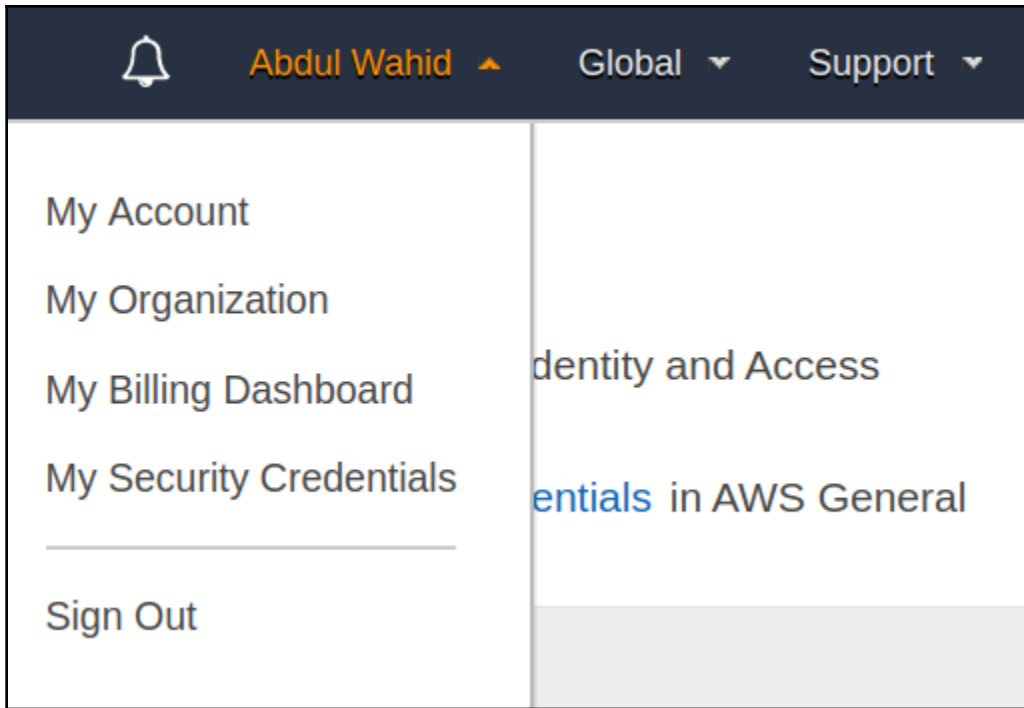 Abdul Wahid Global Support
My Account
My Organization
dentity and Access
My Billing Dashboard
My Security Credentials
entials in AWS General
Sign Out